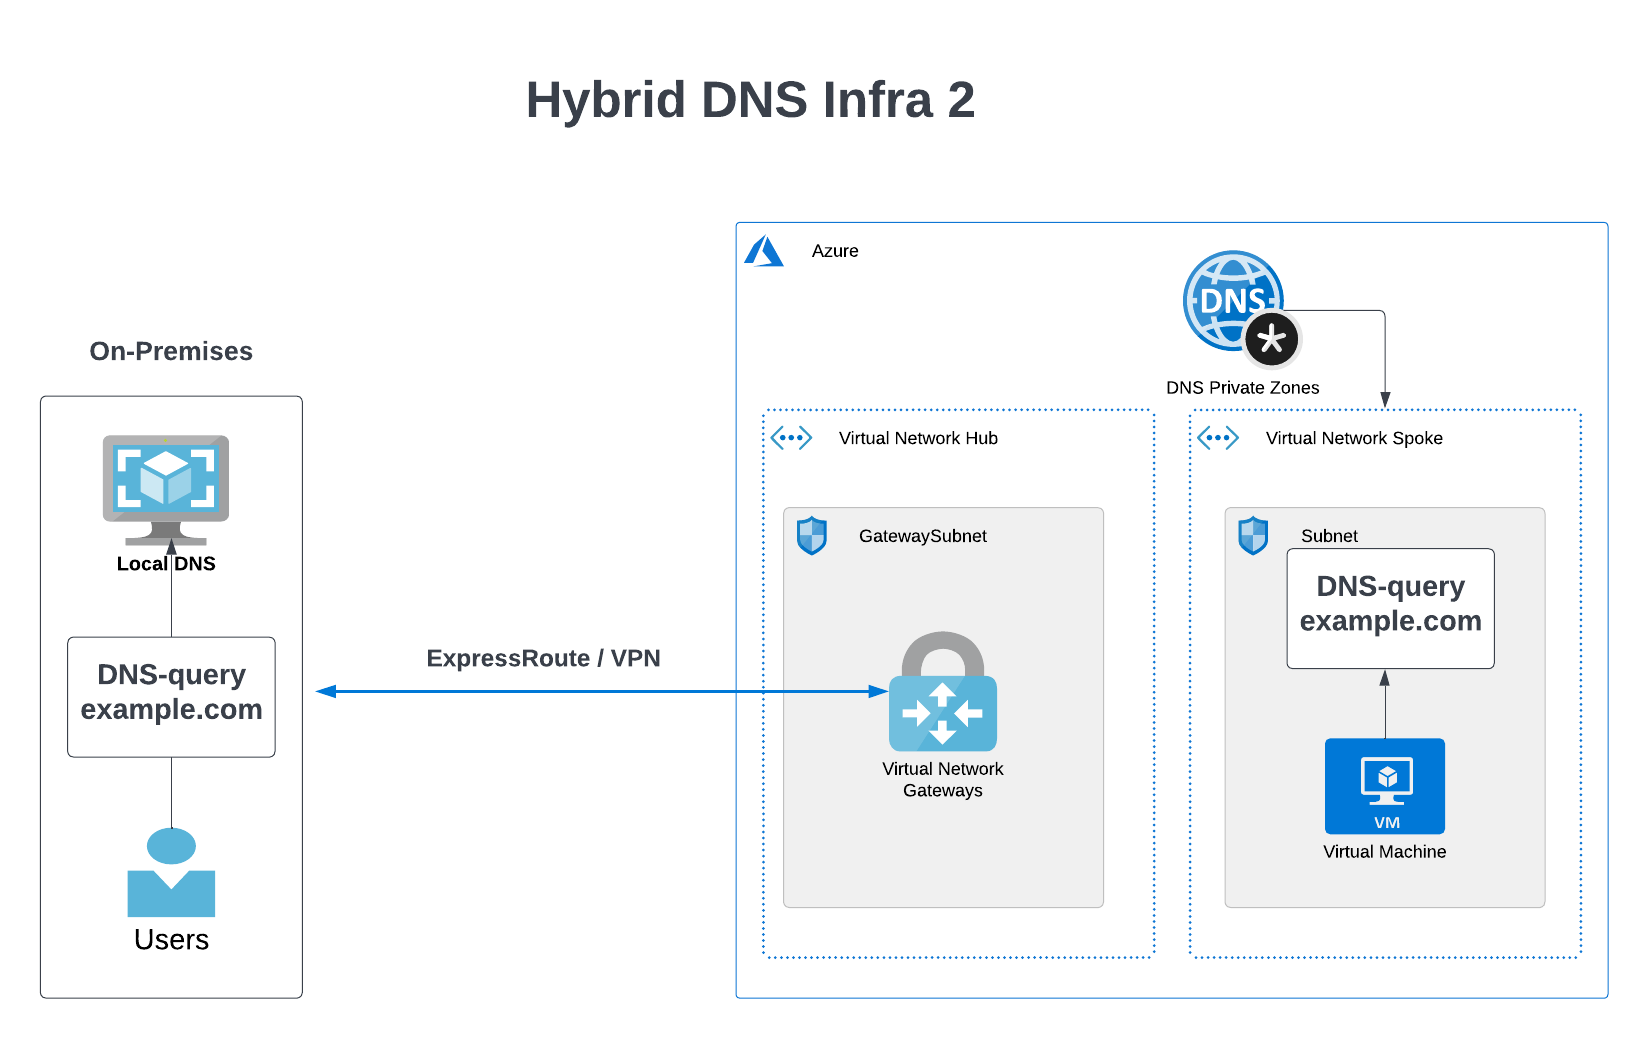 Hybrid DNS Infra 2
Azure
DNS
DNS Private Zones
On-Premises
Local DNS
DNS-query
example.com
Users
ExpressRoute / VPN
Virtual Network Hub
GatewaySubnet
Virtual Network
Gateways
Virtual Network Spoke
Subnet
DNS-query
example.com
VM
Virtual Machine